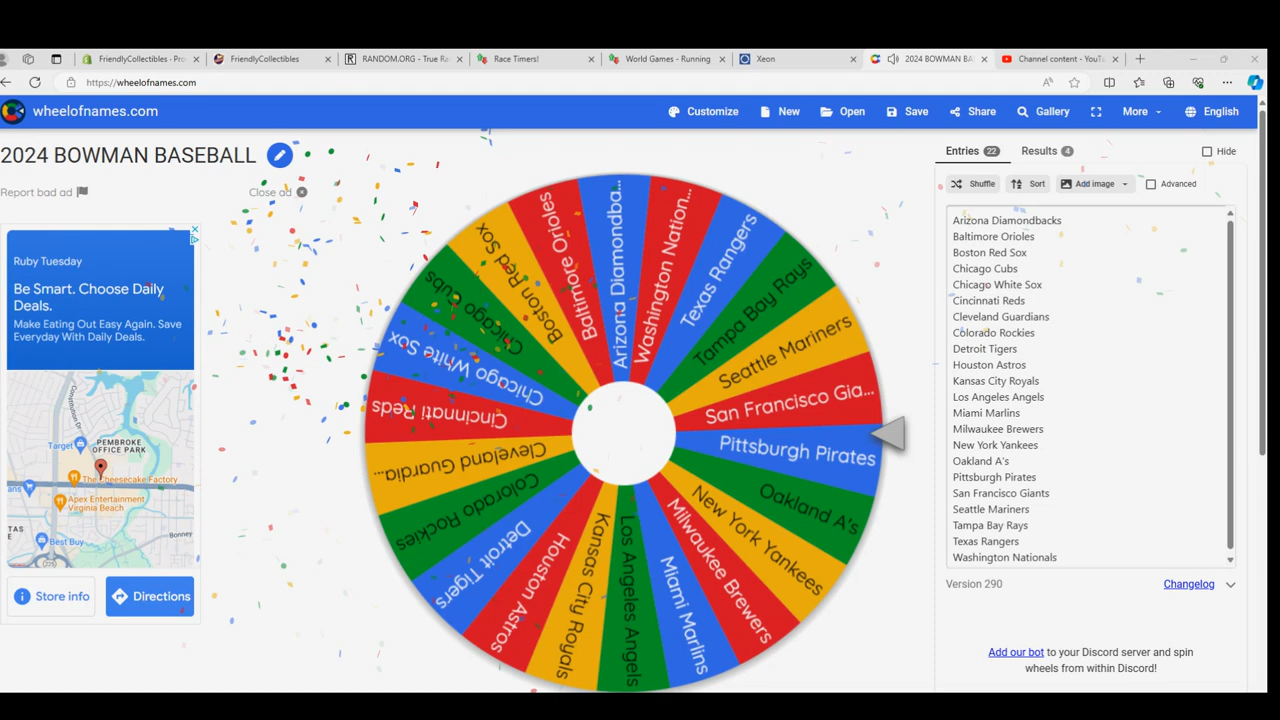 FriendlyCollectibles - Pro
FriendlyCollectibles
RANDOM.ORG - True Ra
Race Timers!
World Games - Running
Xeon
2024 BOWMAN BA
Channel content - YouTu
https://wheelofnames.com
wheelofnames.com
Customize
New
Open
Save
Share
Gallery
More
English
2024 BOWMAN BASEBALL
Report bad ad
Close ad
Ruby Tuesday
Be Smart. Choose Daily
Deals.
Make Eating Out Easy Again. Save
Everyday With Daily Deals.
Target
PEMBROKE
OFFICE PARK
The Cheesecake Factory
Apex Entertainment
Virginia Beach
Best Buy
Bonney
Store info
Directions
Arizona Diamondba...
Washington Nation...
Texas Rangers
Tampa Bay Rays
Seattle Mariners
San Francisco Gia...
Pittsburgh Pirates
Oakland A's
New York Yankees
Milwaukee Brewers
Miami Marlins
Los Angeles Angels
Kansas City Royals
Houston Astros
Detroit Tigers
Colorado Rockies
Cleveland Guardia...
Cincinnati Reds
Chicago White Sox
Chicago Cubs
Boston Red Sox
Baltimore Orioles
Entries 22
Results 4
Hide
Shuffle
Sort
Add image
Advanced
Arizona Diamondbacks
Baltimore Orioles
Boston Red Sox
Chicago Cubs
Chicago White Sox
Cincinnati Reds
Cleveland Guardians
Colorado Rockies
Detroit Tigers
Houston Astros
Kansas City Royals
Los Angeles Angels
Miami Marlins
Milwaukee Brewers
New York Yankees
Oakland A's
Pittsburgh Pirates
San Francisco Giants
Seattle Mariners
Tampa Bay Rays
Texas Rangers
Washington Nationals
Version 290
Changelog
Add our bot to your Discord server and spin
wheels from within Discord!